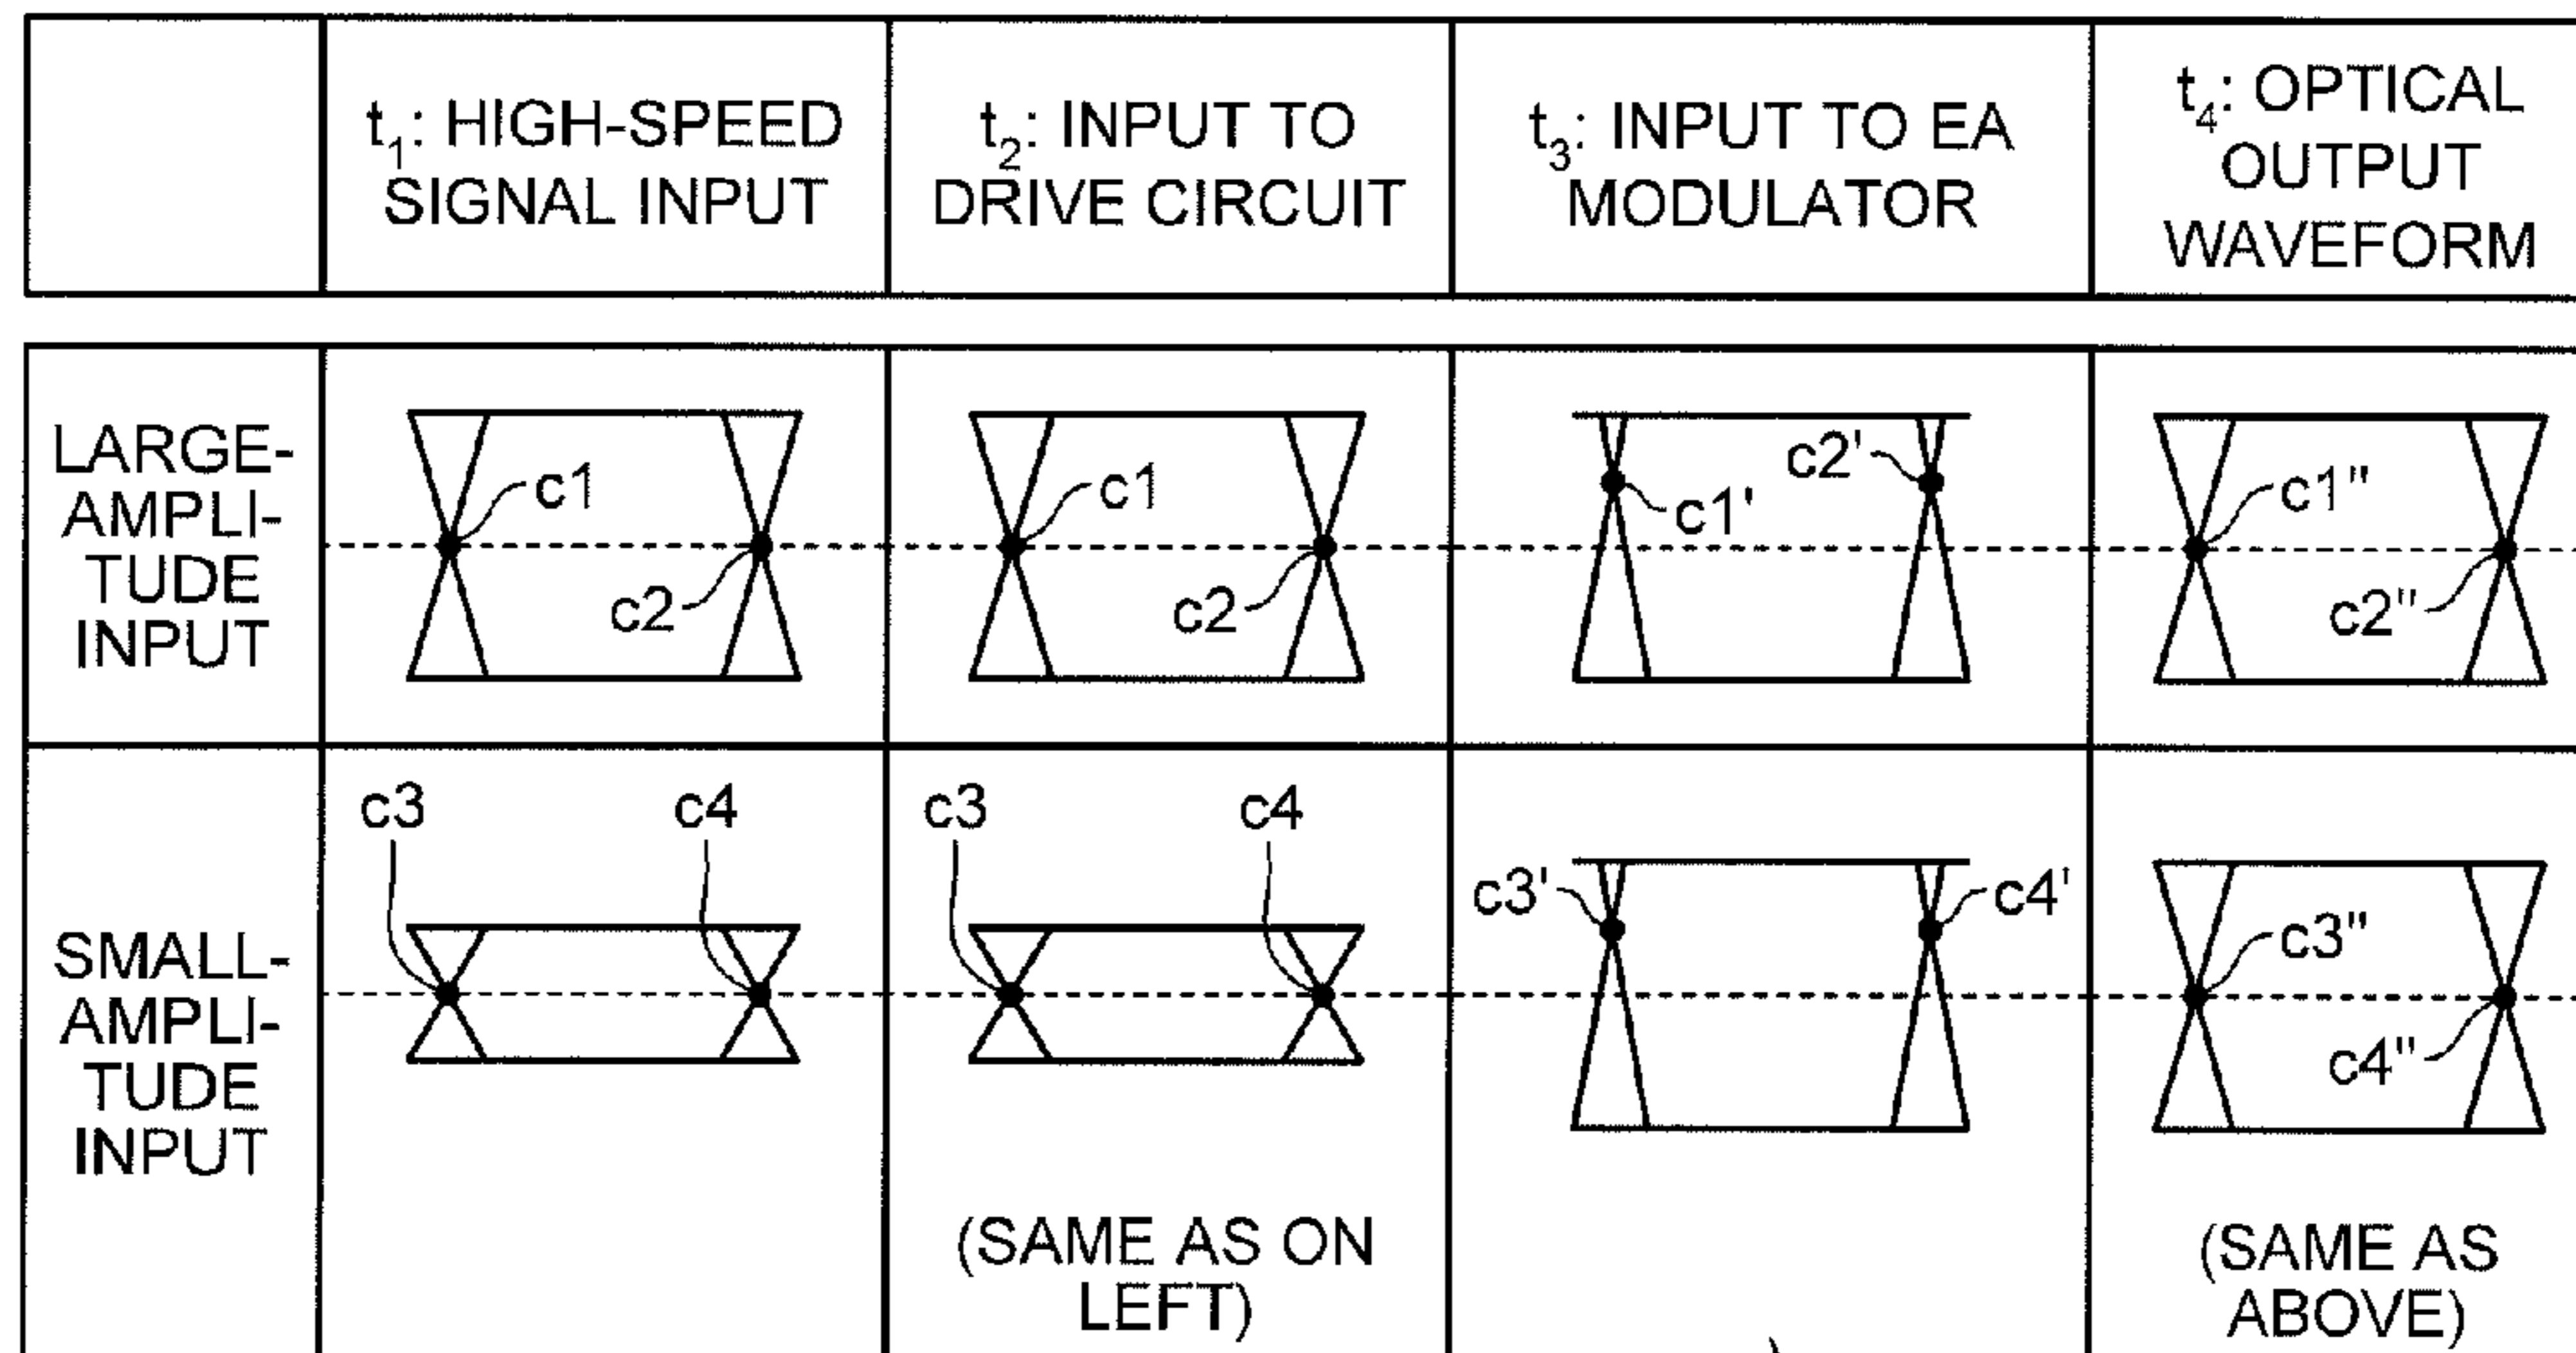 t1: HIGH-SPEED
SIGNAL INPUT
t2: INPUT TO
DRIVE CIRCUIT
t3: INPUT TO EA
MODULATOR
t4: OPTICAL
OUTPUT
WAVEFORM
LARGE-
AMPLI-
TUDE
INPUT
c1
c2
c1
c2
c1'
c2'
c1"
c2"
SMALL-
AMPLI-
TUDE
INPUT
c3
c4
c3
c4
(SAME AS ON
LEFT)
c3'
c4'
c3"
c4"
(SAME AS
ABOVE)